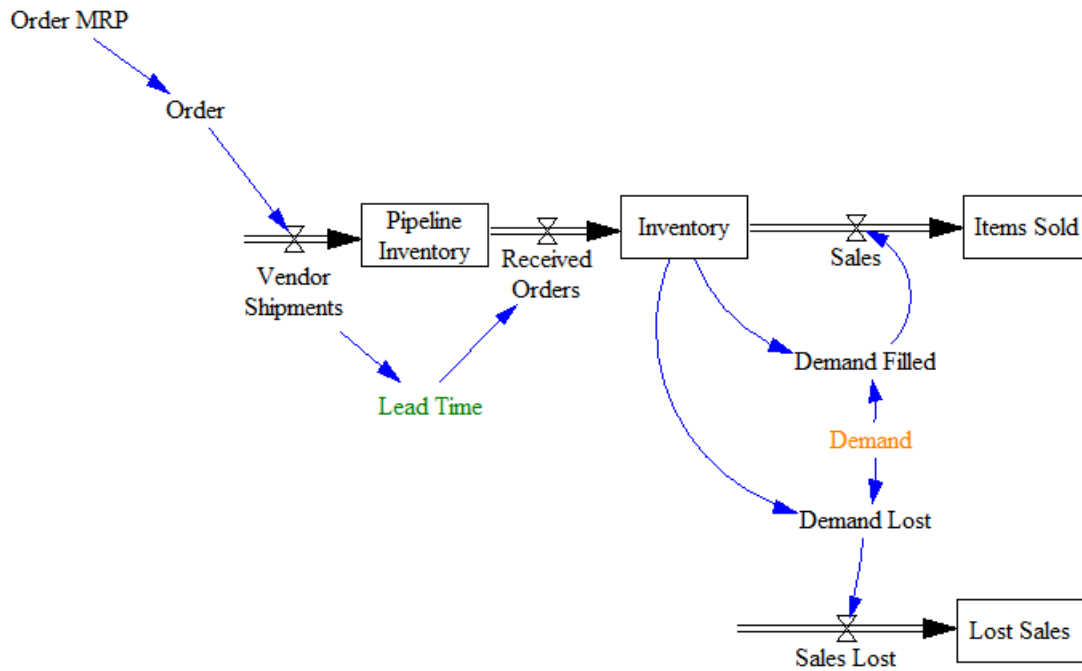 Order MRP
Order
Pipeline
Inventory
Inventory
Items Sold
Vendor
Shipments
Received
Orders
Sales
Demand Filled
Lead Time
Demand
Demand Lost
Lost Sales
Sales Lost